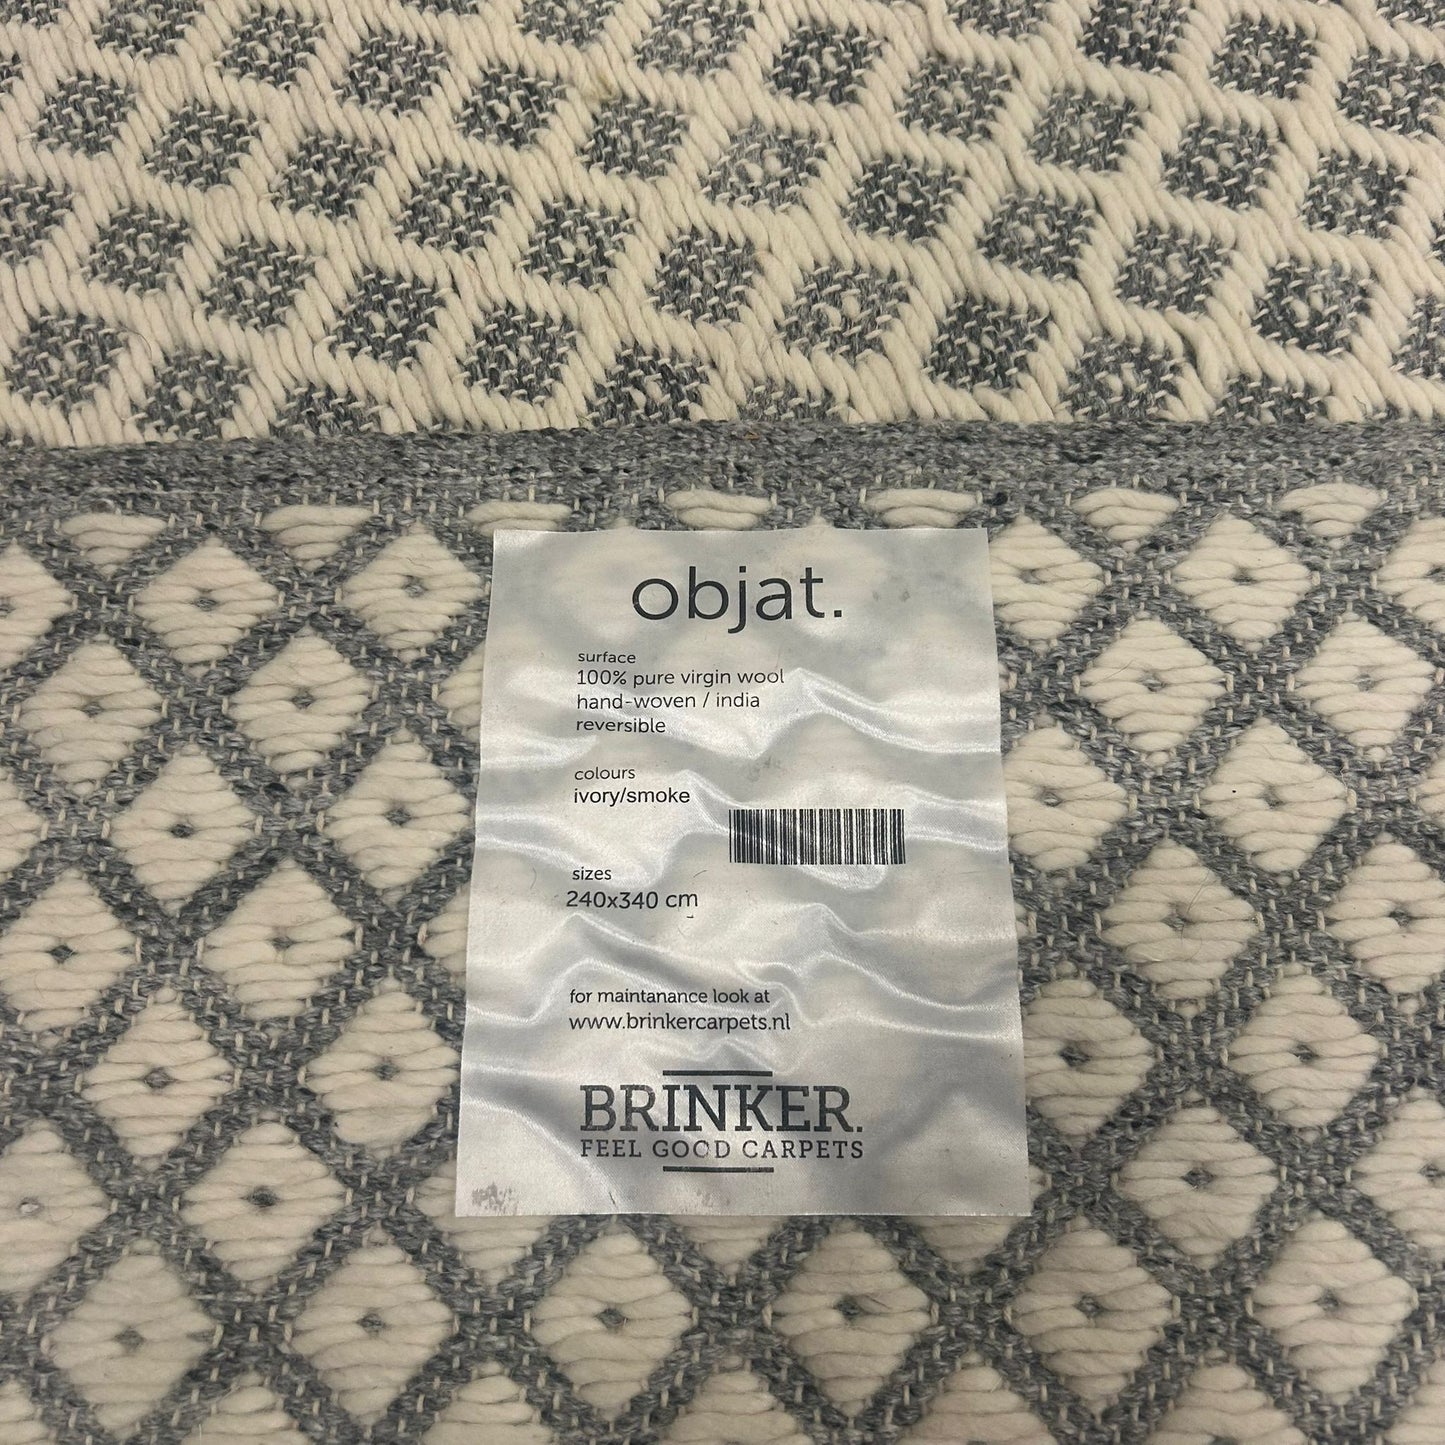 objat.
surface
100% pure virgin wool
hand-woven / india
reversible
colours
ivory/smoke
sizes
240x340 cm
for maintanance look at
www.brinkercarpets.nl
BRINKER.
FEEL GOOD CARPETS